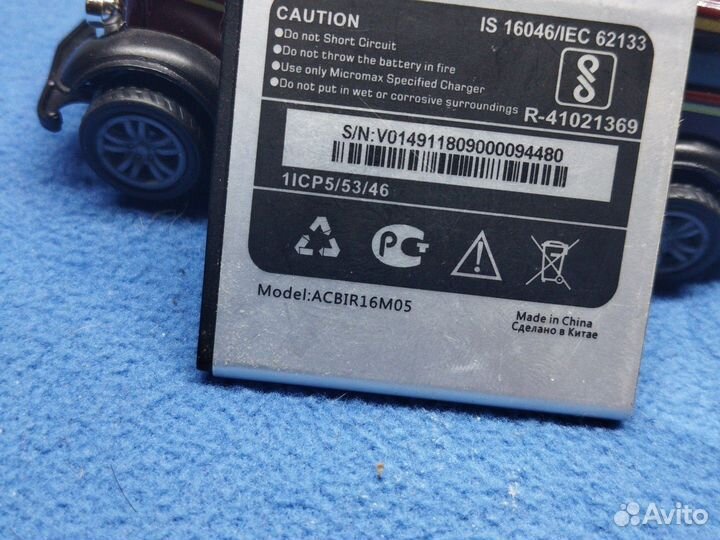 CAUTION
IS 16046/IEC 62133
●Do not Short Circuit
●Do not throw the battery in fire
●Use only Micromax Specified Charger
●Do not put in wet or corrosive surroundings
R-41021369
S/N:V014911809000094480
1ICP5/53/46
РСТ
Model:ACBIR16M05
Made in China
Сделано в Китае
Avito